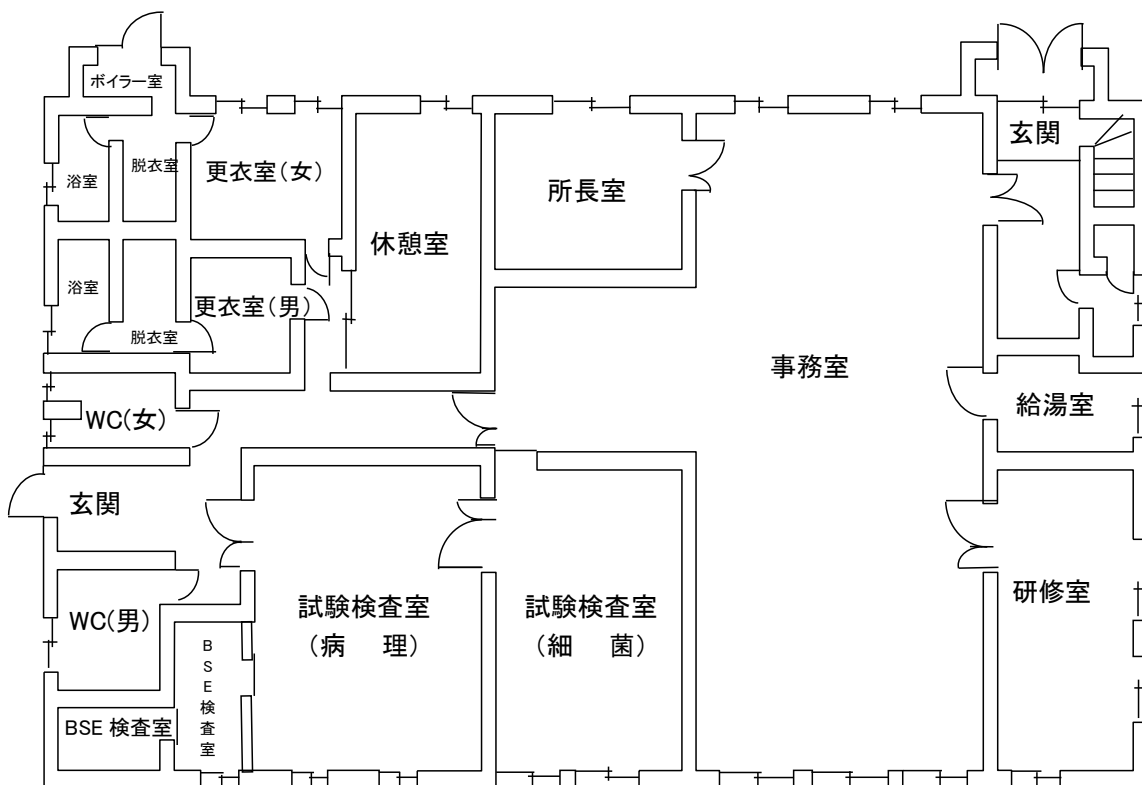 ボイラー室
玄関
脱衣室
更衣室（女）
浴室
所長室
休憩室
浴室
更衣室（男）
脱衣室
事務室
WC(女)
給湯室
玄関
研修室
試験検査室
（病　理）
試験検査室
（細　菌）
WC(男)
BSE検査室
BSE 検査室